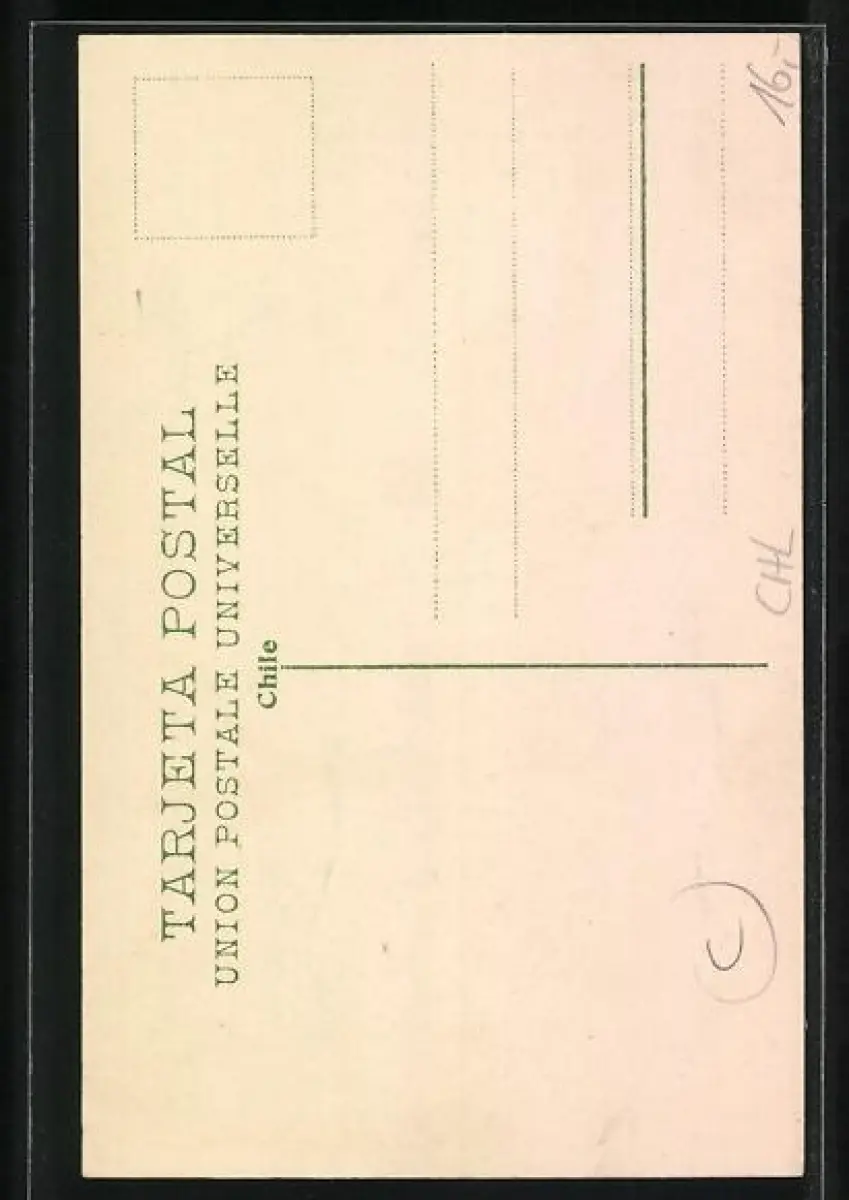 TARJETA POSTAL
UNION POSTALE UNIVERSELLE
Chile
16,-
CHL
C